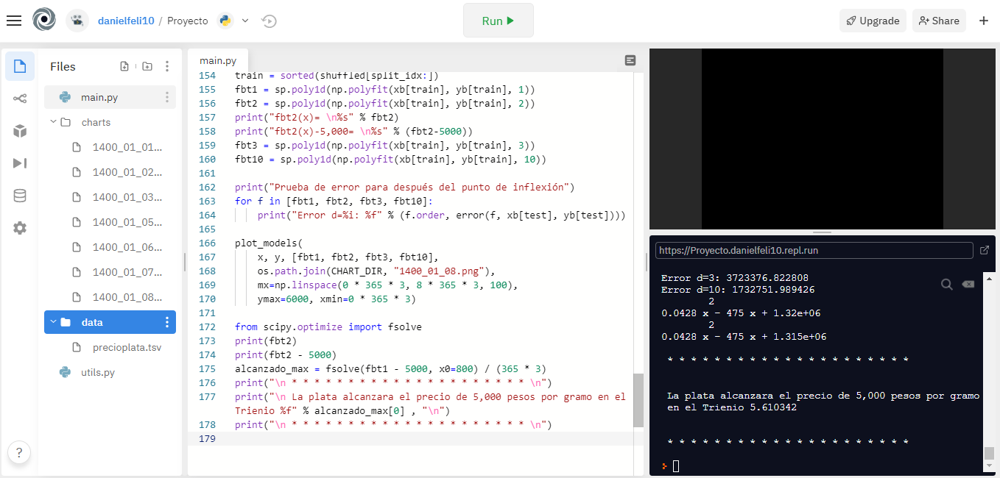 danielfeli10 / Proyecto
Run
Upgrade
Share
Files
main.py
charts
1400_01_01...
1400_01_02...
1400_01_03...
1400_01_05...
1400_01_06...
1400_01_07...
1400_01_08...
data
precioplata.tsv
utils.py
?
main.py
154 train = sorted(shuffled[split_idx:])
155 fbt1 = sp.poly1d(np.polyfit(xb[train], yb[train], 1))
156 fbt2 = sp.poly1d(np.polyfit(xb[train], yb[train], 2))
157 print("fbt2(x)= \n%s" % fbt2)
158 print("fbt2(x)-5,000= \n%s" % (fbt2-5000))
159 fbt3 = sp.poly1d(np.polyfit(xb[train], yb[train], 3))
160 fbt10 = sp.poly1d(np.polyfit(xb[train], yb[train], 10))
161
162 print("Prueba de error para después del punto de inflexión")
163 for f in [fbt1, fbt2, fbt3, fbt10]:
164     print("Error d=%i: %f" % (f.order, error(f, xb[test], yb[test])))
165
166 plot_models(
167     x, y, [fbt1, fbt2, fbt3, fbt10],
168     os.path.join(CHART_DIR, "1400_01_08.png"),
169     mx=np.linspace(0 * 365 * 3, 8 * 365 * 3, 100),
170     ymax=6000, xmin=0 * 365 * 3)
171
172 from scipy.optimize import fsolve
173 print(fbt2)
174 print(fbt2 - 5000)
175 alcanzado_max = fsolve(fbt1 - 5000, x0=800) / (365 * 3)
176 print("\n * * * * * * * * * * * * * * * * * * * * * \n")
177 print("\n La plata alcanzara el precio de 5,000 pesos por gramo en el
Trienio %f" % alcanzado_max[0] , "\n")
178 print("\n * * * * * * * * * * * * * * * * * * * * * \n")
179
https://Proyecto.danielfeli10.repl.run
Error d=3: 3723376.822808
Error d=10: 1732751.989426
2
0.0428 x - 475 x + 1.32e+06
2
0.0428 x - 475 x + 1.315e+06
* * * * * * * * * * * * * * * * * * * * *
La plata alcanzara el precio de 5,000 pesos por gramo
en el Trienio 5.610342
* * * * * * * * * * * * * * * * * * * * *